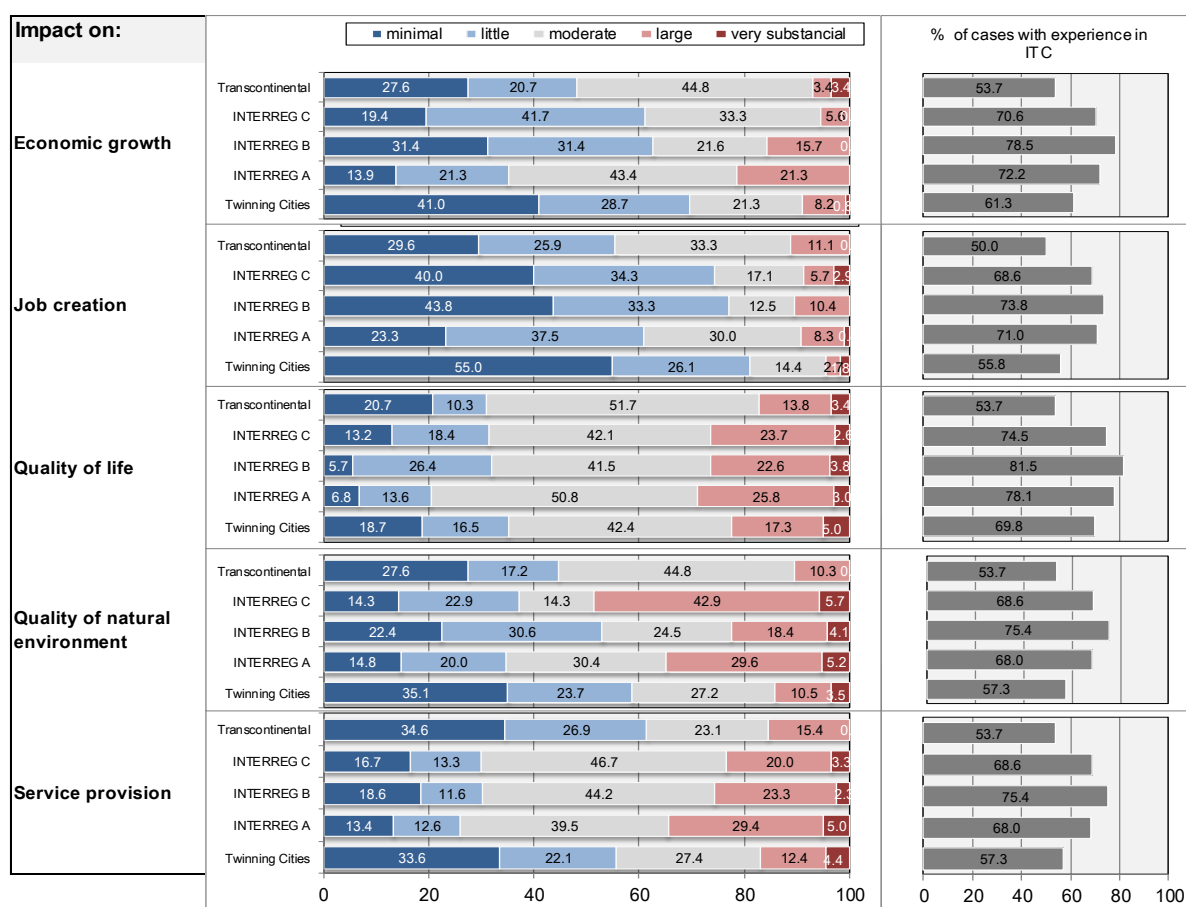 Impact on:
minimal little moderate large very substancial
% of cases with experience in
ITC
Economic growth
Transcontinental 27.6 20.7 44.8 3.4 3.4 53.7
INTERREG C 19.4 41.7 33.3 5.6 70.6
INTERREG B 31.4 31.4 21.6 15.7 78.5
INTERREG A 13.9 21.3 43.4 21.3 72.2
Twinning Cities 41.0 28.7 21.3 8.2 61.3
Job creation
Transcontinental 29.6 25.9 33.3 11.1 50.0
INTERREG C 40.0 34.3 17.1 5.7 68.6
INTERREG B 43.8 33.3 12.5 10.4 73.8
INTERREG A 23.3 37.5 30.0 8.3 71.0
Twinning Cities 55.0 26.1 14.4 2.7 55.8
Quality of life
Transcontinental 20.7 10.3 51.7 13.8 3.4 53.7
INTERREG C 13.2 18.4 42.1 23.7 2.6 74.5
INTERREG B 5.7 26.4 41.5 22.6 3.8 81.5
INTERREG A 6.8 13.6 50.8 25.8 3.0 78.1
Twinning Cities 18.7 16.5 42.4 17.3 5.0 69.8
Quality of natural
environment
Transcontinental 27.6 17.2 44.8 10.3 53.7
INTERREG C 14.3 22.9 14.3 42.9 5.7 68.6
INTERREG B 22.4 30.6 24.5 18.4 4.1 75.4
INTERREG A 14.8 20.0 30.4 29.6 5.2 68.0
Twinning Cities 35.1 23.7 27.2 10.5 3.5 57.3
Service provision
Transcontinental 34.6 26.9 23.1 15.4 53.7
INTERREG C 16.7 13.3 46.7 20.0 3.3 68.6
INTERREG B 18.6 11.6 44.2 23.3 75.4
INTERREG A 13.4 12.6 39.5 29.4 5.0 68.0
Twinning Cities 33.6 22.1 27.4 12.4 4.4 57.3
0 20 40 60 80 100 0 20 40 60 80 100